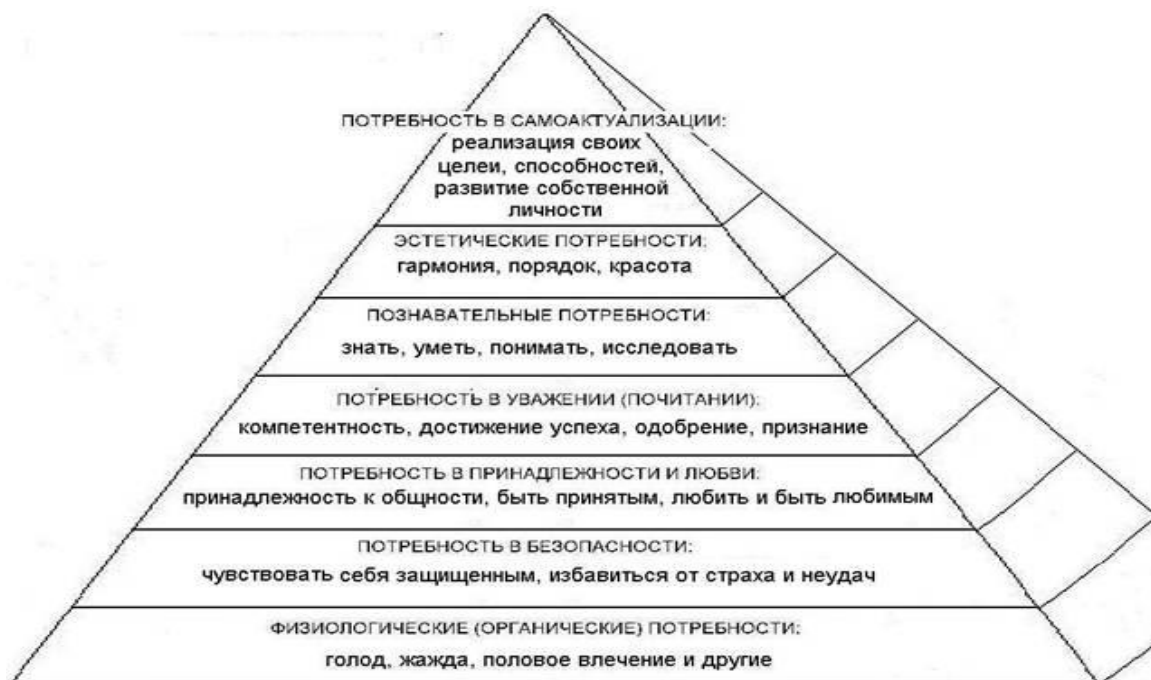 ПОТРЕБНОСТЬ В САМОАКТУАЛИЗАЦИИ:
реализация своих
целеи, способностей,
развитие собственной
личности
ЭСТЕТИЧЕСКИЕ ПОТРЕБНОСТИ:
гармония, порядок, красота
ПОЗНАВАТЕЛЬНЫЕ ПОТРЕБНОСТИ:
знать, уметь, понимать, исследовать
ПОТРЕБНОСТЬ В УВАЖЕНИИ (ПОЧИТАНИИ):
компетентность, достижение успеха, одобрение, признание
ПОТРЕБНОСТЬ В ПРИНАДЛЕЖНОСТИ И ЛЮБВИ:
принадлежность к общности, быть принятым, любить и быть любимым
ПОТРЕБНОСТЬ В БЕЗОПАСНОСТИ:
чувствовать себя защищенным, избавиться от страха и неудач
ФИЗИОЛОГИЧЕСКИЕ (ОРГАНИЧЕСКИЕ) ПОТРЕБНОСТИ:
голод, жажда, половое влечение и другие